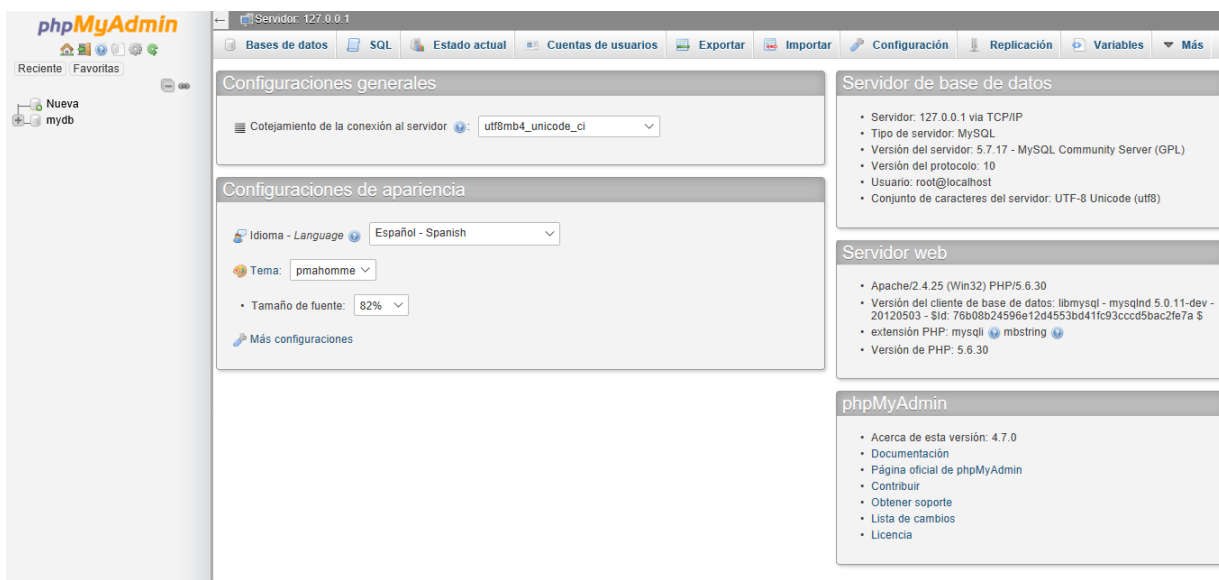 phpMyAdmin
Reciente Favoritas
Nueva
mydb
← Servidor: 127.0.0.1
Bases de datos SQL Estado actual Cuentas de usuarios Exportar Importar Configuración Replicación Variables Más
Configuraciones generales
Cotejamiento de la conexión al servidor : utf8mb4_unicode_ci
Configuraciones de apariencia
Idioma - Language Español - Spanish
Tema: pmahomme
• Tamaño de fuente: 82%
Más configuraciones
Servidor de base de datos
• Servidor: 127.0.0.1 via TCP/IP
• Tipo de servidor: MySQL
• Versión del servidor: 5.7.17 - MySQL Community Server (GPL)
• Versión del protocolo: 10
• Usuario: root@localhost
• Conjunto de caracteres del servidor: UTF-8 Unicode (utf8)
Servidor web
• Apache/2.4.25 (Win32) PHP/5.6.30
• Versión del cliente de base de datos: libmysql - mysqlnd 5.0.11-dev -
20120503 - $Id: 76b08b24596e12d4553bd41fc93cccd5bac2fe7a $
• extensión PHP: mysqli mbstring
• Versión de PHP: 5.6.30
phpMyAdmin
• Acerca de esta versión: 4.7.0
• Documentación
• Página oficial de phpMyAdmin
• Contribuir
• Obtener soporte
• Lista de cambios
• Licencia